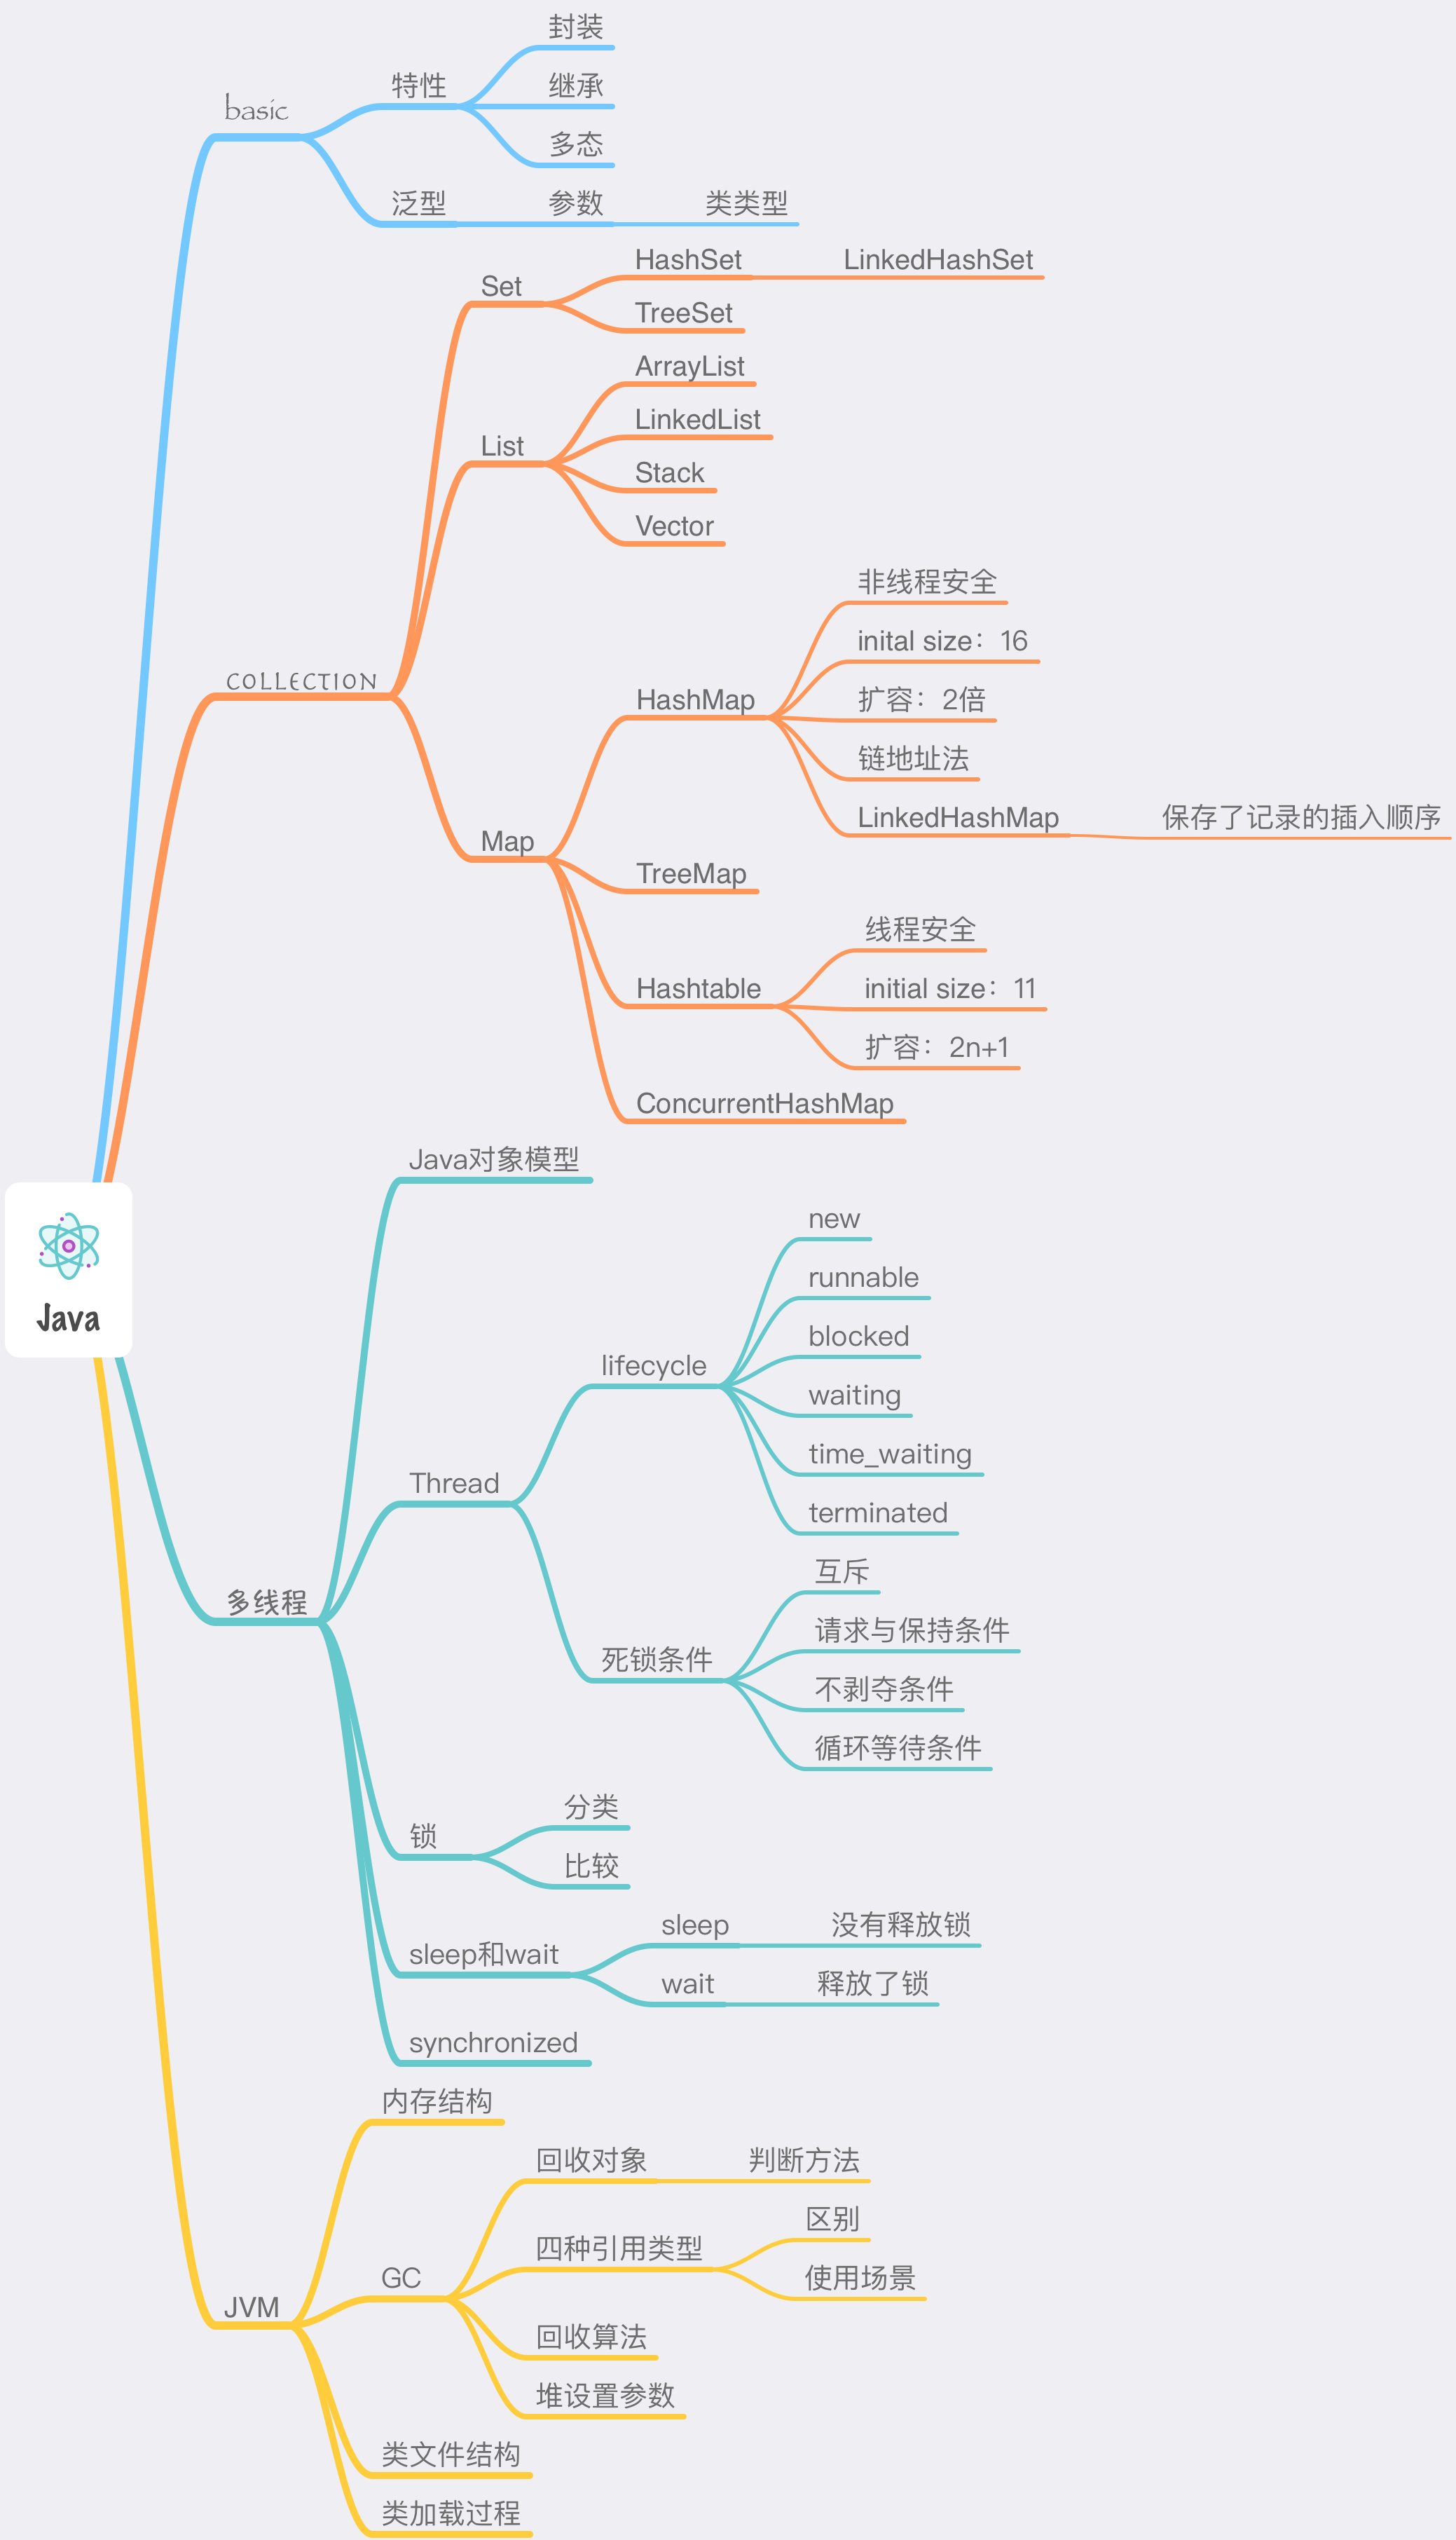 封装
特性
继承
basic
多态
泛型 参数 类类型
HashSet LinkedHashSet
Set
TreeSet
ArrayList
LinkedList
List
Stack
Vector
非线程安全
inital size：16
COLLECTION
HashMap
扩容：2倍
链地址法
LinkedHashMap 保存了记录的插入顺序
Map
TreeMap
线程安全
Hashtable
initial size：11
扩容：2n+1
ConcurrentHashMap
Java对象模型
new
runnable
Java
blocked
lifecycle
waiting
time_waiting
Thread
terminated
互斥
多线程
请求与保持条件
死锁条件
不剥夺条件
循环等待条件
分类
锁
比较
sleep 没有释放锁
sleep和wait
wait 释放了锁
synchronized
内存结构
回收对象 判断方法
区别
四种引用类型
使用场景
GC
JVM
回收算法
堆设置参数
类文件结构
类加载过程